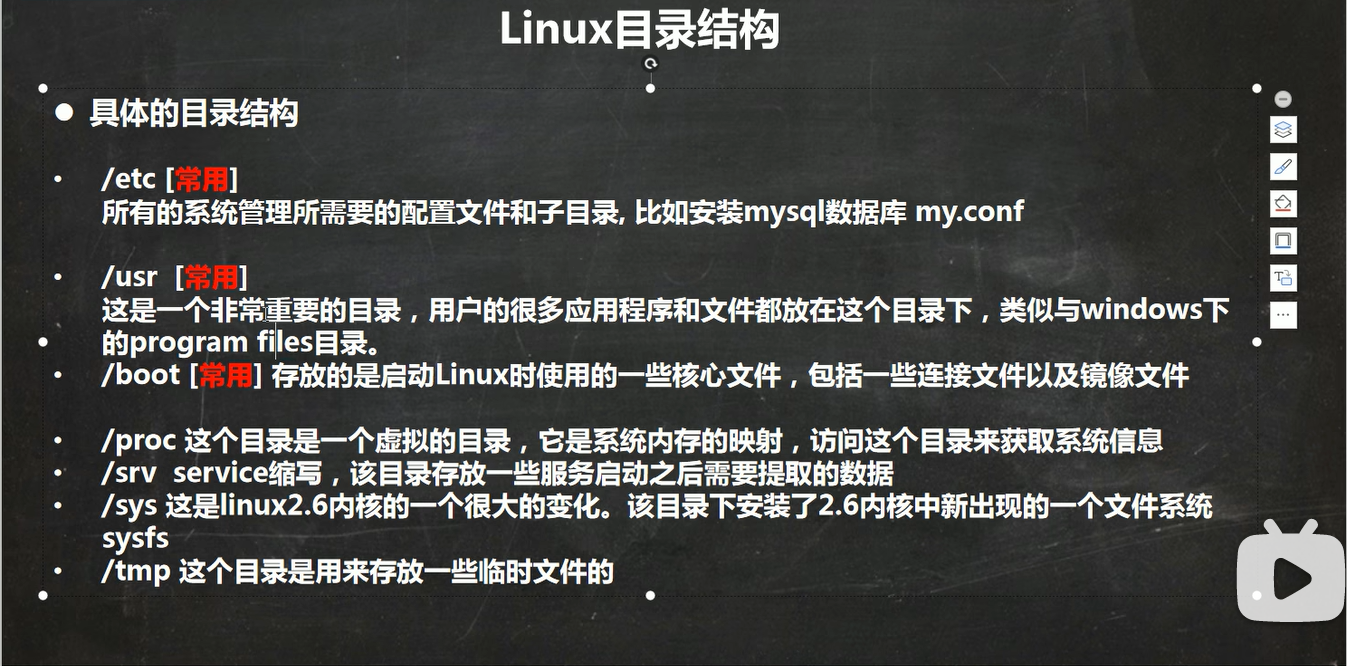 Linux目录结构
● 具体的目录结构
• /etc [常用]
所有的系统管理所需要的配置文件和子目录, 比如安装mysql数据库 my.conf
• /usr [常用]
这是一个非常重要的目录，用户的很多应用程序和文件都放在这个目录下，类似与windows下
的program files目录。
• /boot [常用] 存放的是启动Linux时使用的一些核心文件，包括一些连接文件以及镜像文件
• /proc 这个目录是一个虚拟的目录，它是系统内存的映射，访问这个目录来获取系统信息
• /srv service缩写，该目录存放一些服务启动之后需要提取的数据
• /sys 这是linux2.6内核的一个很大的变化。该目录下安装了2.6内核中新出现的一个文件系统
sysfs
• /tmp 这个目录是用来存放一些临时文件的